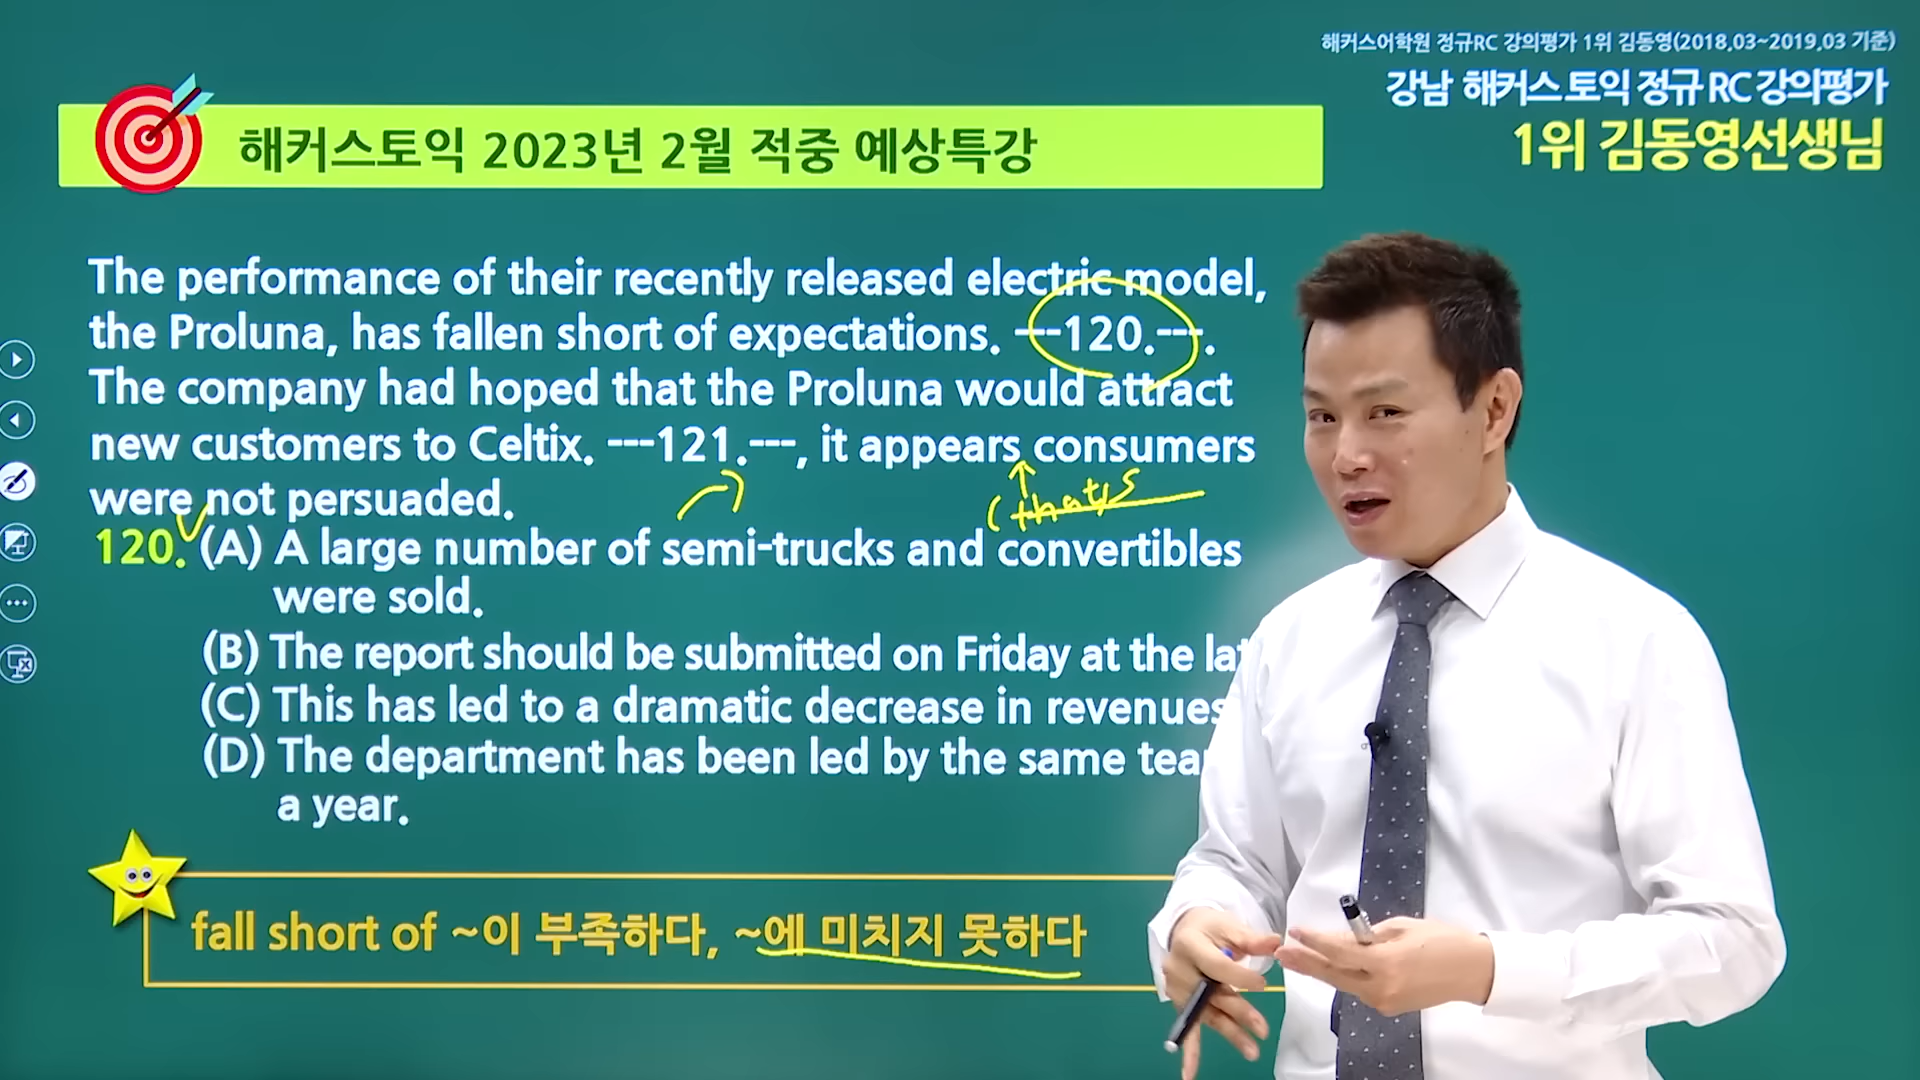 해커스어학원 정규RC 강의평가 1위 김동영(2018.03~2019.03 기준)
강남 해커스 토익 정규 RC 강의평가
1위 김동영선생님
해커스토익 2023년 2월 적중 예상특강
The performance of their recently released electric model,
the Proluna, has fallen short of expectations. ---120.---.
The company had hoped that the Proluna would attract
new customers to Celtix. ---121.---, it appears consumers
were not persuaded.
(that) s
120. (A) A large number of semi-trucks and convertibles
were sold.
(B) The report should be submitted on Friday at the
(C) This has led to a dramatic decrease in revenues
(D) The department has been led by the same
a year.
fall short of ~이 부족하다, ~에 미치지 못하다